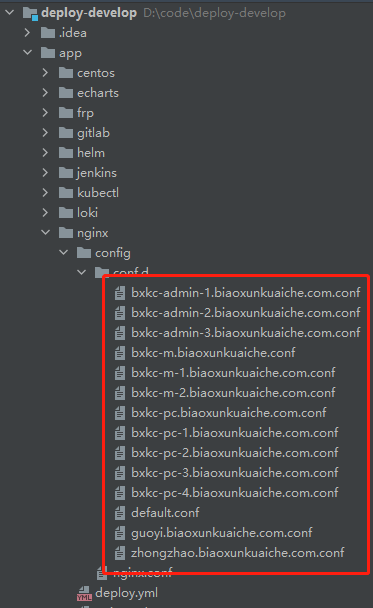 deploy-develop D:\code\deploy-develop
.idea
app
centos
echarts
frp
gitlab
helm
jenkins
kubectl
loki
nginx
config
conf.d
bxkc-admin-1.biaoxunkuaiche.com.conf
bxkc-admin-2.biaoxunkuaiche.com.conf
bxkc-admin-3.biaoxunkuaiche.com.conf
bxkc-m.biaoxunkuaiche.conf
bxkc-m-1.biaoxunkuaiche.com.conf
bxkc-m-2.biaoxunkuaiche.com.conf
bxkc-pc.biaoxunkuaiche.com.conf
bxkc-pc-1.biaoxunkuaiche.com.conf
bxkc-pc-2.biaoxunkuaiche.com.conf
bxkc-pc-3.biaoxunkuaiche.com.conf
bxkc-pc-4.biaoxunkuaiche.com.conf
default.conf
guoyi.biaoxunkuaiche.com.conf
zhongzhao.biaoxunkuaiche.com.conf
nginx.conf
YML deploy.yml